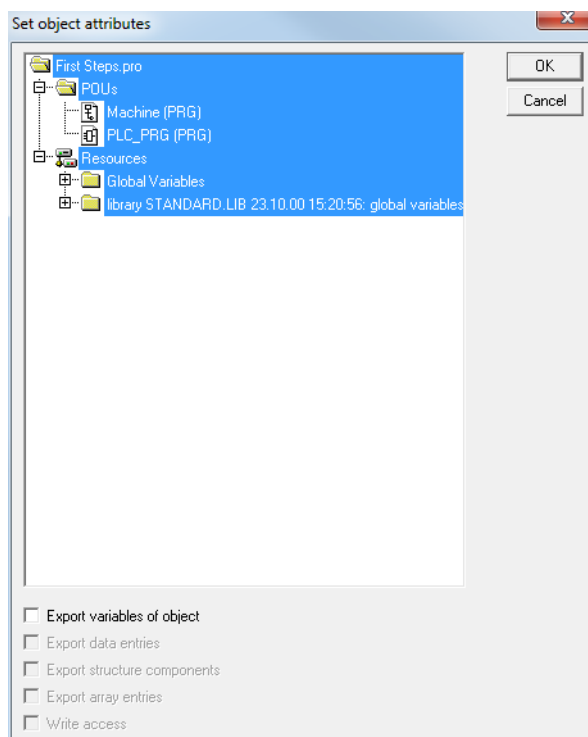 Set object attributes
First Steps.pro
OK
POUs
Cancel
Machine (PRG)
PLC_PRG (PRG)
Resources
Global Variables
library STANDARD.LIB 23.10.00 15:20:56: global variables
Export variables of object
Export data entries
Export structure components
Export array entries
Write access